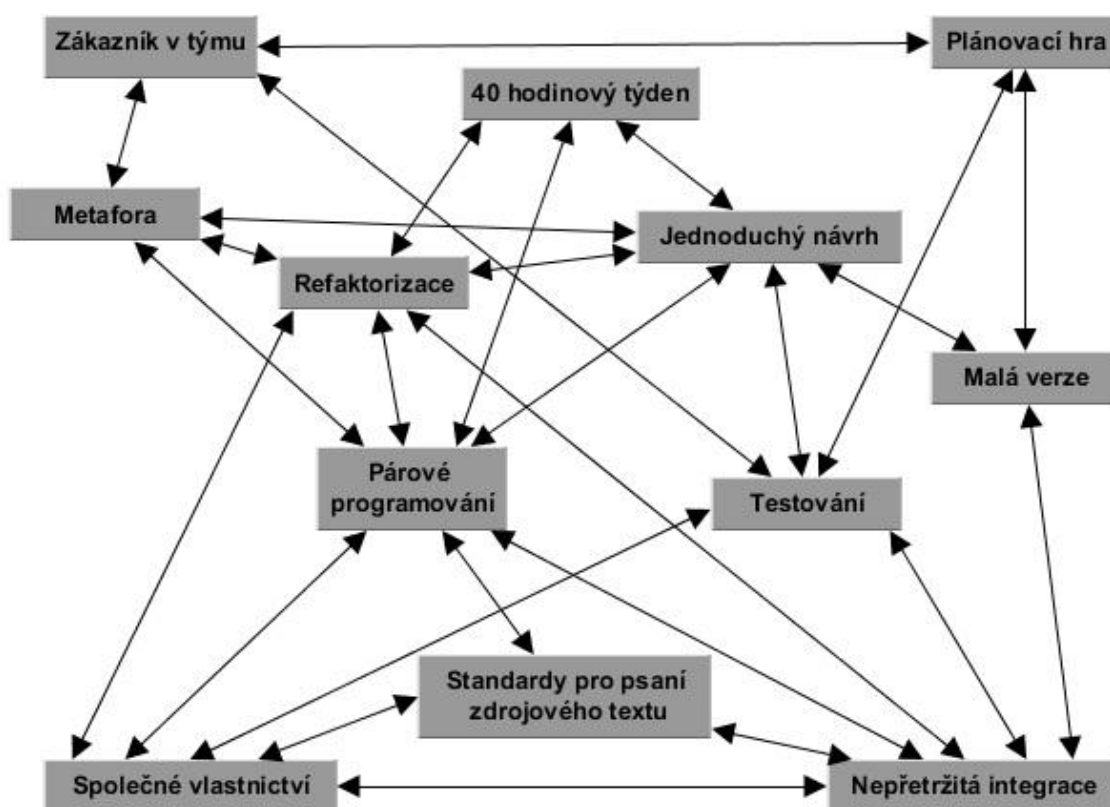 Zákazník v týmu
Plánovací hra
40 hodinový týden
Metafora
Jednoduchý návrh
Refaktorizace
Malá verze
Párové
programování
Testování
Standardy pro psaní
zdrojového textu
Společné vlastnictví
Nepřetržitá integrace